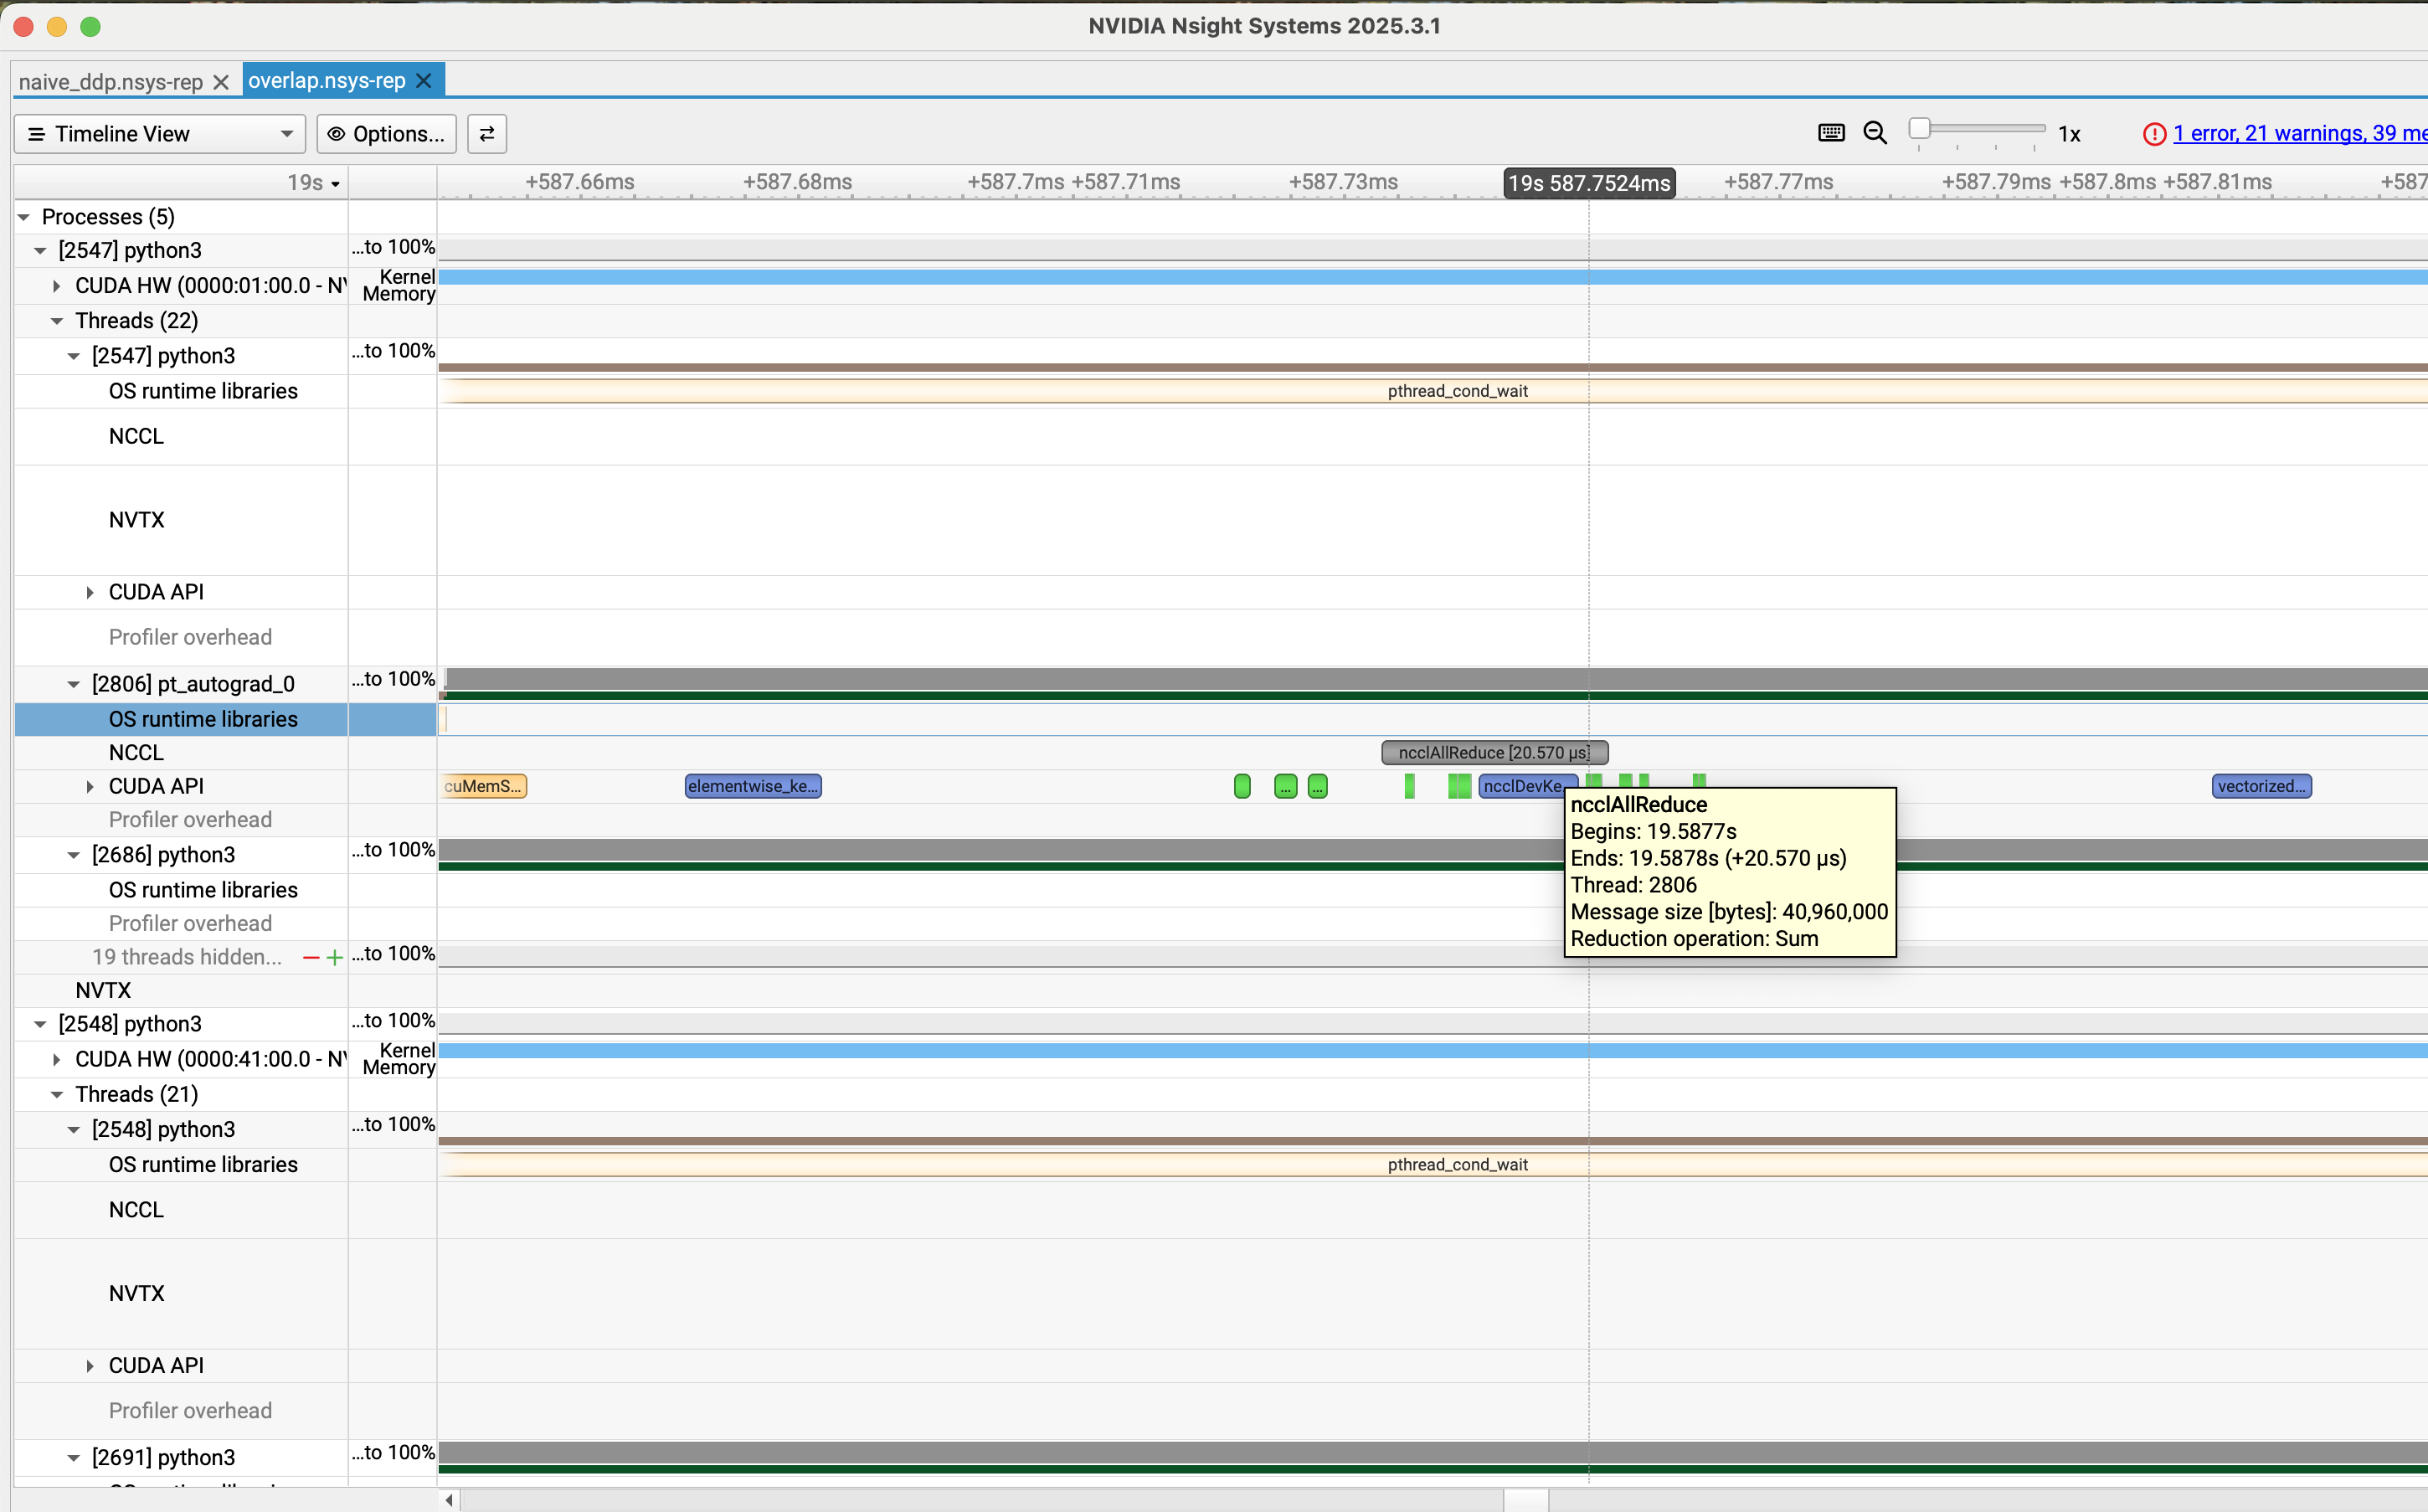 NVIDIA Nsight Systems 2025.3.1
naive_ddp.nsys-rep
overlap.nsys-rep
Timeline View
Options...
1x
1 error, 21 warnings, 39 me
19s
+587.66ms
+587.68ms
+587.7ms
+587.71ms
+587.73ms
19s 587.7524ms
+587.77ms
+587.79ms
+587.8ms
+587.81ms
+587
Processes (5)
[2547] python3
...to 100%
CUDA HW (0000:01:00.0 - NV
Kernel
Memory
Threads (22)
[2547] python3
...to 100%
OS runtime libraries
pthread_cond_wait
NCCL
NVTX
CUDA API
Profiler overhead
[2806] pt_autograd_0
...to 100%
OS runtime libraries
NCCL
ncclAllReduce [20.570 µs]
CUDA API
cuMemS...
elementwise_ke...
...
...
ncclDevKe...
vectorized...
Profiler overhead
ncclAllReduce
Begins: 19.5877s
Ends: 19.5878s (+20.570 µs)
Thread: 2806
Message size [bytes]: 40,960,000
Reduction operation: Sum
[2686] python3
...to 100%
OS runtime libraries
Profiler overhead
19 threads hidden...
...to 100%
NVTX
[2548] python3
...to 100%
CUDA HW (0000:41:00.0 - NV
Kernel
Memory
Threads (21)
[2548] python3
...to 100%
OS runtime libraries
pthread_cond_wait
NCCL
NVTX
CUDA API
Profiler overhead
[2691] python3
...to 100%